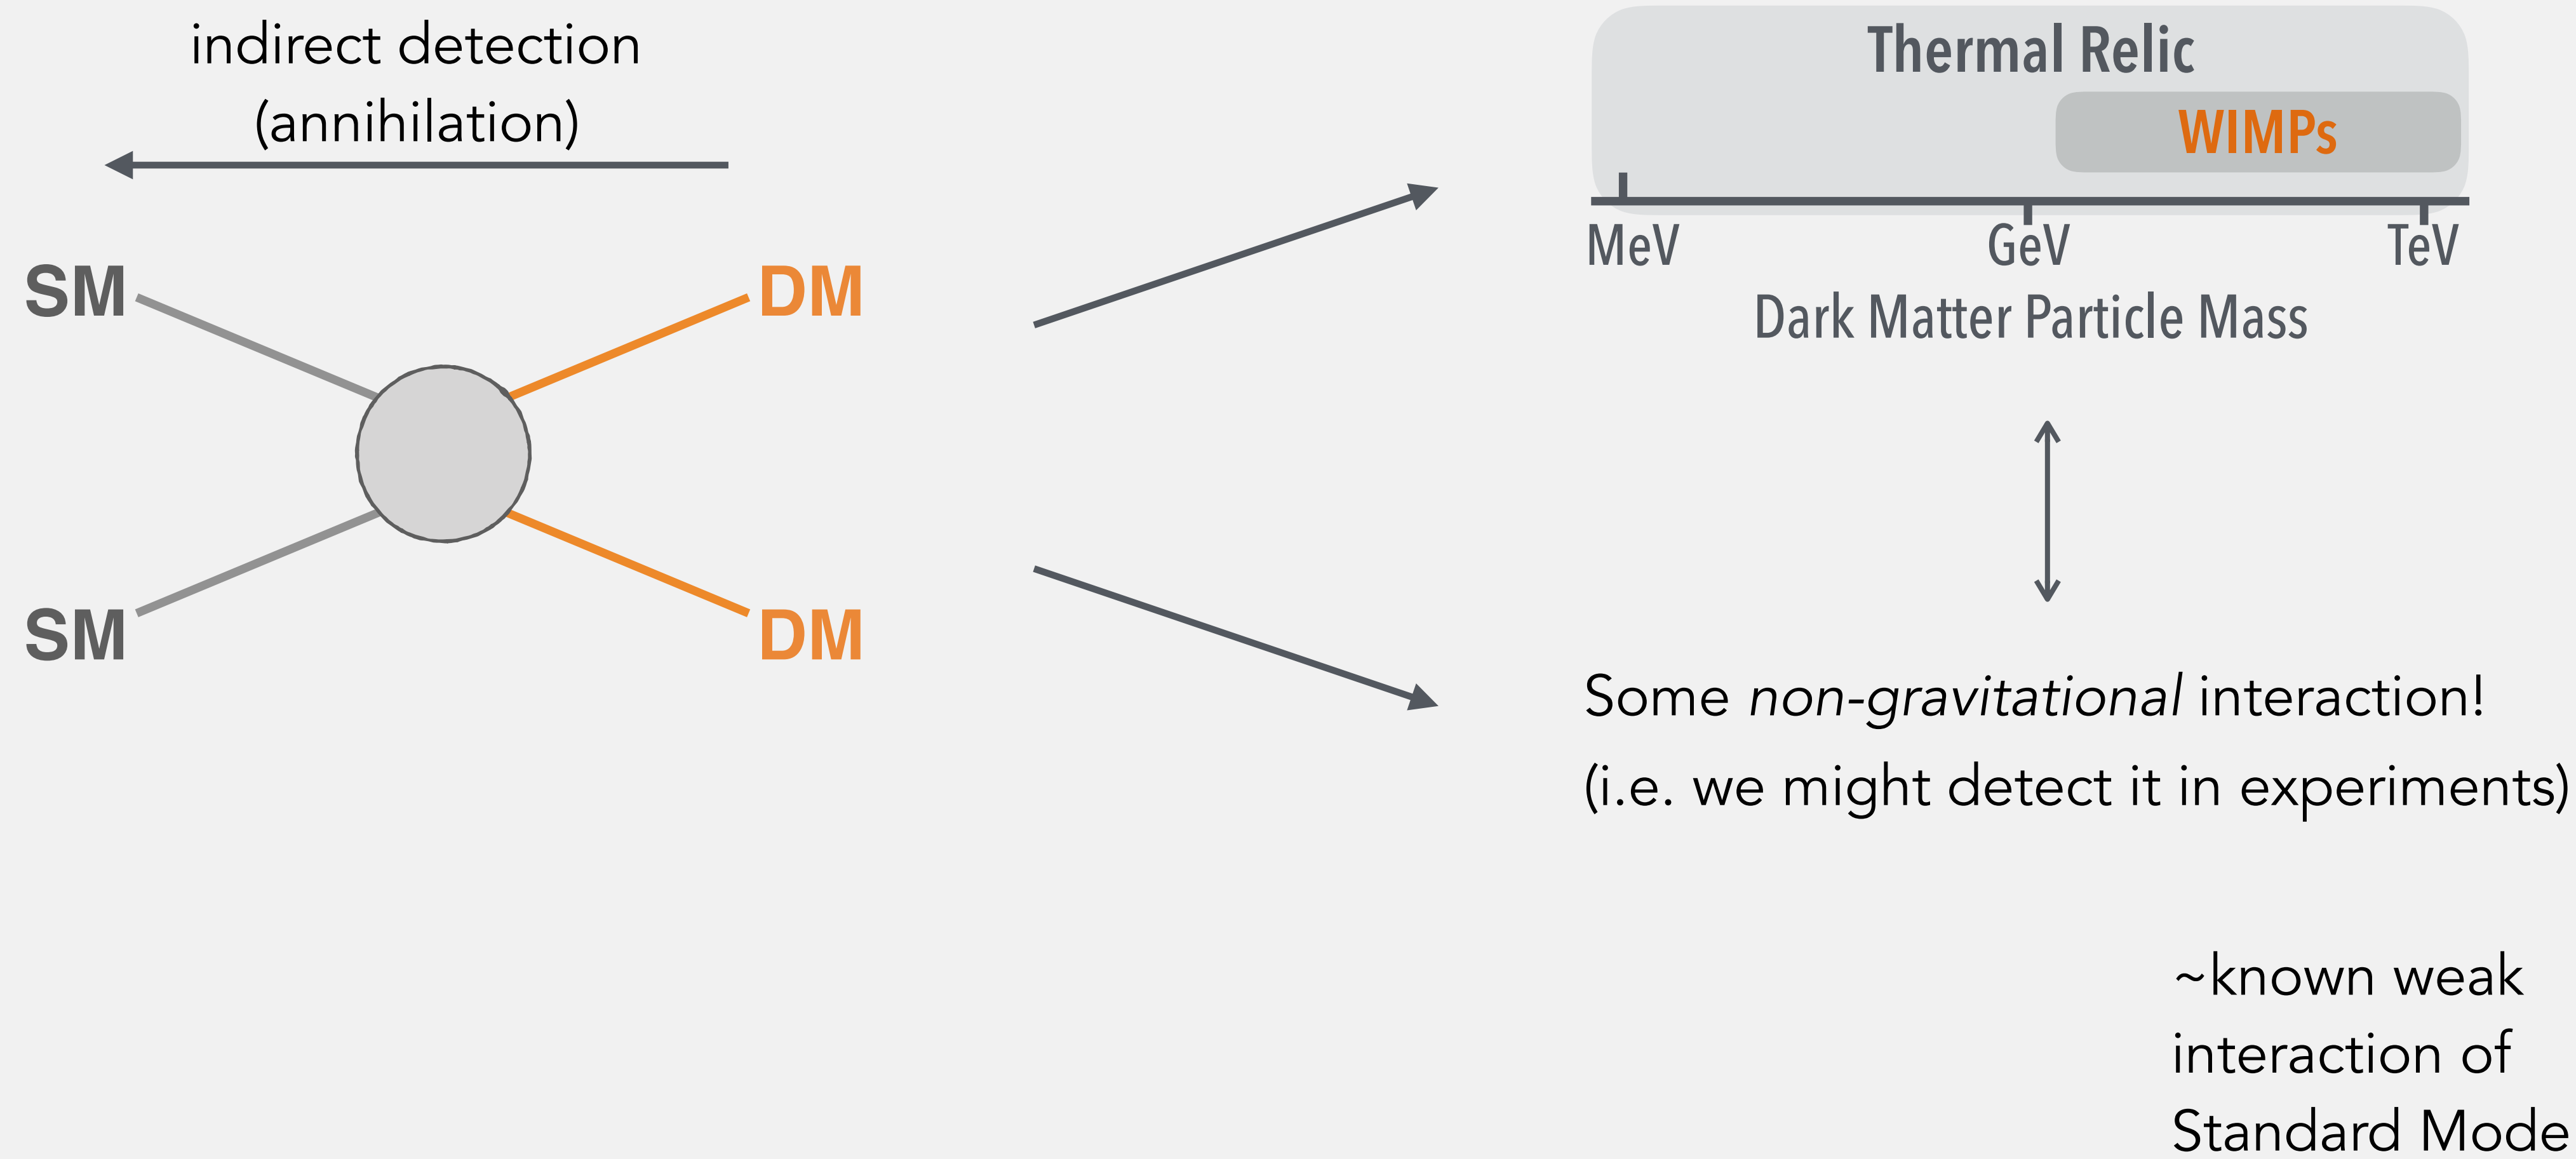 indirect detection
(annihilation)
SM
DM
SM
DM
Thermal Relic
WIMPs
MeV GeV TeV
Dark Matter Particle Mass
Some non-gravitational interaction!
(i.e. we might detect it in experiments)
~known weak
interaction of
Standard Mode